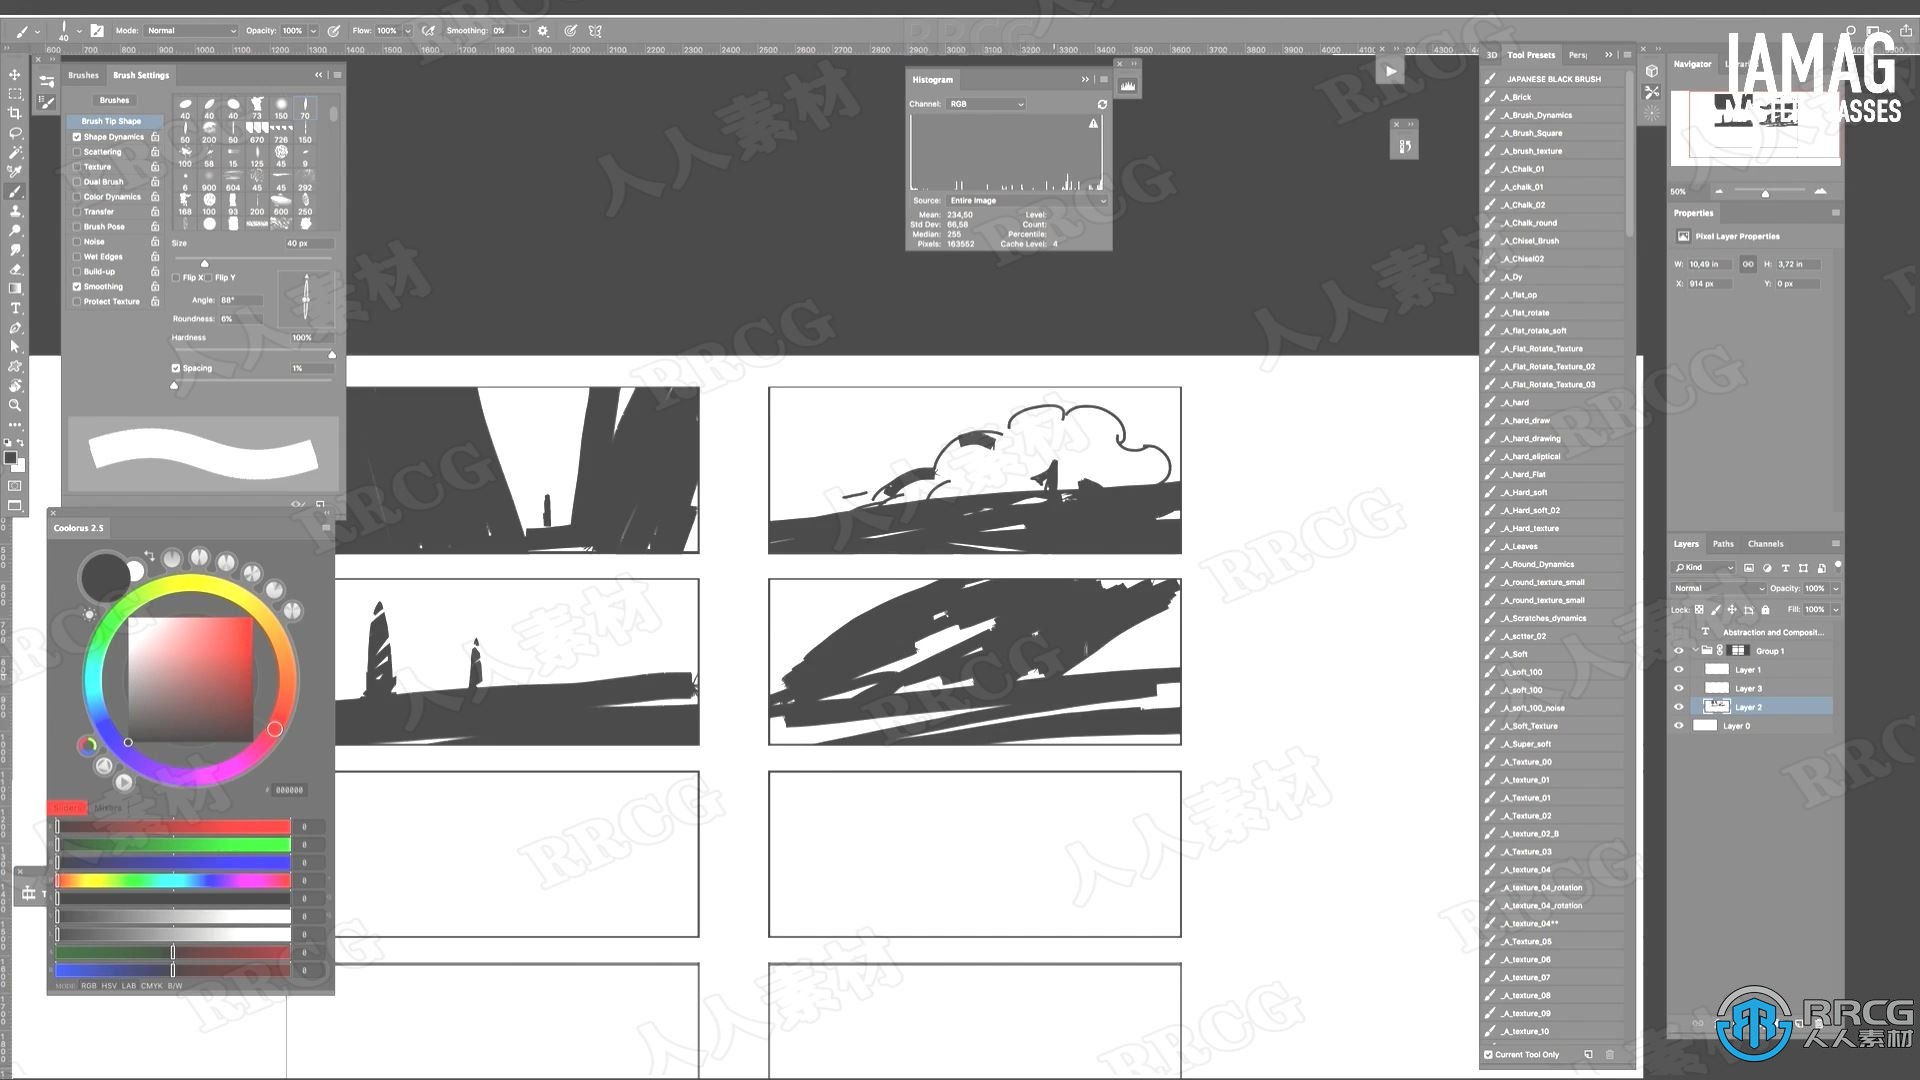 40
Mode: Normal
Opacity: 100%
Flow: 100%
Smoothing: 0%
600 700 800 900 1000 1100 1200 1300 1400 1500 1600 1700 1800 1900 2000 2100 2200 2300 2400 2500 2600 2700 2800 2900 3000 3100 3200 3300 3400 3500 3600 3700 3800 3900 4000 4100 4300
Brushes Brush Settings
Brushes
Brush Tip Shape
Shape Dynamics
Scattering
Texture
Dual Brush
Color Dynamics
Transfer
Brush Pose
Noise
Wet Edges
Build-up
Smoothing
Protect Texture
40 40 40 73 150 70
50 200 50 670 726 150
100 58 15 125 45 9
6 900 604 45 45 292
168 100 93 200 600 250
Size 40 px
Flip X Flip Y
Angle: 88°
Roundness: 6%
Hardness 100%
Spacing 1%
Coolorus 2.5
# 000000
Sliders Mixers
0
0
0
0
0
0
0
0
0
MODE RGB HSV LAB CMYK B/W
Histogram
Channel: RGB
Source: Entire Image
Mean: 234,50 Level:
Std Dev: 66,58 Count:
Median: 255 Percentile:
Pixels: 163552 Cache Level: 4
3D Tool Presets Pers
JAPANESE BLACK BRUSH
_A_Brick
_A_Brush_Dynamics
_A_Brush_Square
_A_brush_texture
_A_Chalk_01
_A_chalk_01
_A_Chalk_02
_A_Chalk_round
_A_Chisel_Brush
_A_Chisel02
_A_Dy
_A_flat_op
_A_flat_rotate
_A_flat_rotate_soft
_A_Flat_Rotate_Texture
_A_Flat_Rotate_Texture_02
_A_Flat_Rotate_Texture_03
_A_hard
_A_hard_draw
_A_hard_drawing
_A_hard_eliptical
_A_hard_Flat
_A_Hard_soft
_A_Hard_soft_02
_A_Hard_texture
_A_Leaves
_A_Round_Dynamics
_A_round_texture_small
_A_round_texture_small
_A_Scratches_dynamics
_A_sctter_02
_A_Soft
_A_soft_100
_A_soft_100
_A_soft_100_noise
_A_Soft_Texture
_A_Super_soft
_A_Texture_00
_A_texture_01
_A_Texture_01
_A_Texture_02
_A_texture_02_B
_A_Texture_03
_A_texture_04
_A_texture_04_rotation
_A_texture_04_rotation
_A_texture_04**
_A_Texture_05
_A_texture_06
_A_texture_07
_A_texture_08
_A_texture_09
_A_texture_10
Current Tool Only
Navigator
IAMAG
MASTER CLASSES
50%
Properties
Pixel Layer Properties
W: 10,49 in H: 3,72 in
X: 914 px Y: 0 px
Layers Paths Channels
Kind
Normal Opacity: 100%
Lock: Fill: 100%
Abstraction and Composit...
Group 1
Layer 1
Layer 3
Layer 2
Layer 0
RRCG
人人素材